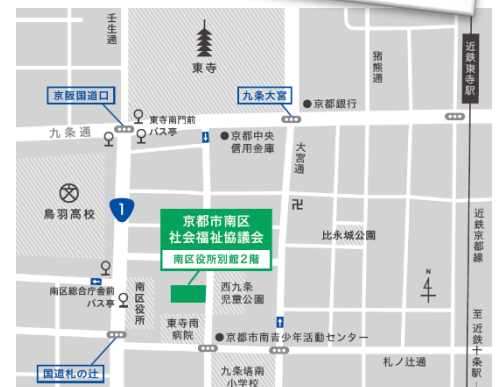 壬生通
東寺
猪熊通
近鉄東寺駅
京阪国道口
九条大宮
●京都銀行
九条通
東寺南門前
バス亭
●京都中央
信用金庫
大宮通
鳥羽高校
1
京都市南区
社会福祉協議会
南区役所別館2階
卍
比永城公園
近鉄京都線
N
4
南区総合庁舎前
バス亭
南区役所
西九条
児童公園
東寺南
病院
●京都市南青少年活動センター
国道札の辻
九条塔南
小学校
札ノ辻通
至近鉄十条駅